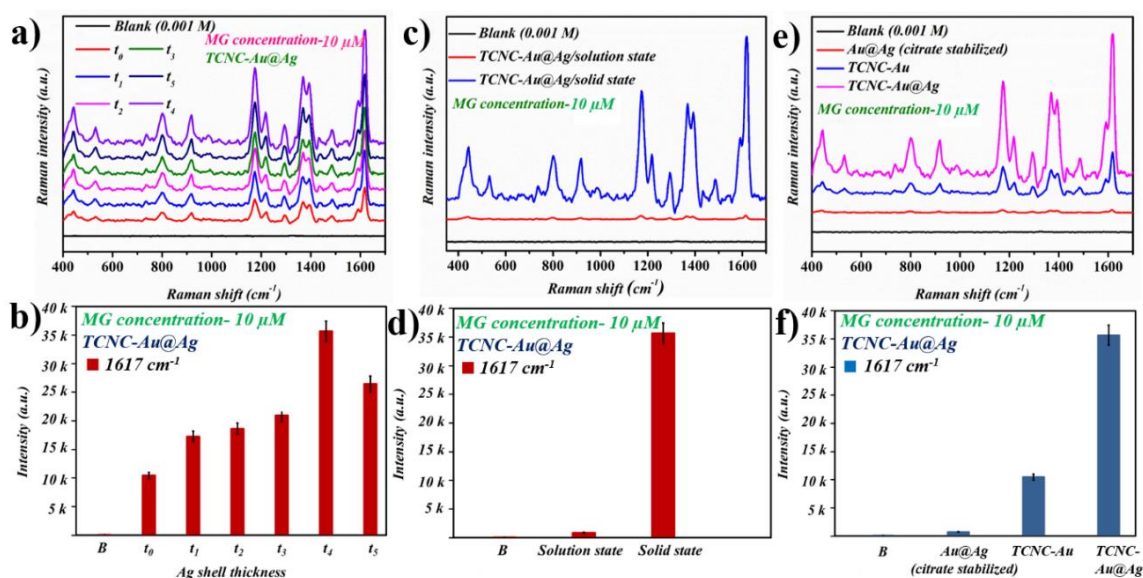 a)
Blank (0.001 M)
t0 t3
t1 t5
t2 t4
MG concentration-10 µM
TCNC-Au@Ag
Raman intensity (a.u.)
400 600 800 1000 1200 1400 1600
Raman shift (cm-1)
c)
Blank (0.001 M)
TCNC-Au@Ag/solution state
TCNC-Au@Ag/solid state
MG concentration-10 µM
Raman intensity (a.u.)
400 600 800 1000 1200 1400 1600
Raman shift (cm-1)
e)
Blank (0.001 M)
Au@Ag (citrate stabilized)
TCNC-Au
TCNC-Au@Ag
MG concentration-10 µM
Raman intensity (a.u.)
400 600 800 1000 1200 1400 1600
Raman shift (cm-1)
b)
MG concentration- 10 µM
TCNC-Au@Ag
1617 cm-1
Intensity (a.u.)
40 k
35 k
30 k
25 k
20 k
15 k
10 k
5 k
B t0 t1 t2 t3 t4 t5
Ag shell thickness
d)
MG concentration- 10 µM
TCNC-Au@Ag
1617 cm-1
Intensity (a.u.)
40 k
35 k
30 k
25 k
20 k
15 k
10 k
5 k
B Solution state Solid state
f)
MG concentration- 10 µM
TCNC-Au@Ag
1617 cm-1
Intensity (a.u.)
40 k
35 k
30 k
25 k
20 k
15 k
10 k
5 k
B Au@Ag TCNC-Au TCNC-
(citrate stabilized) Au@Ag